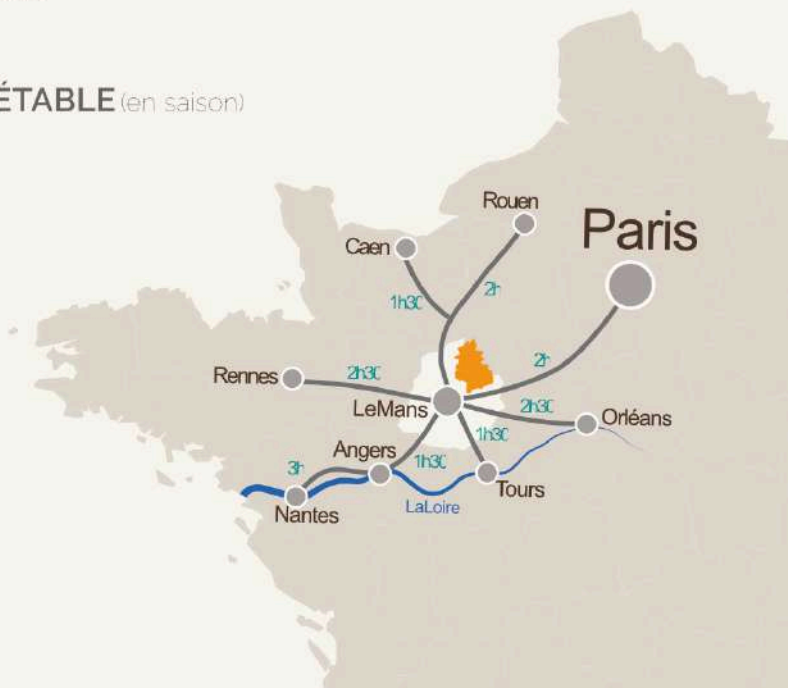 ÉTABLE (en saison)
Rouen
Paris
Caen
2h
1h30
2h
Rennes
2h30
LeMans
2h30
Orléans
1h30
Angers
1h30
3h
Tours
LaLoire
Nantes